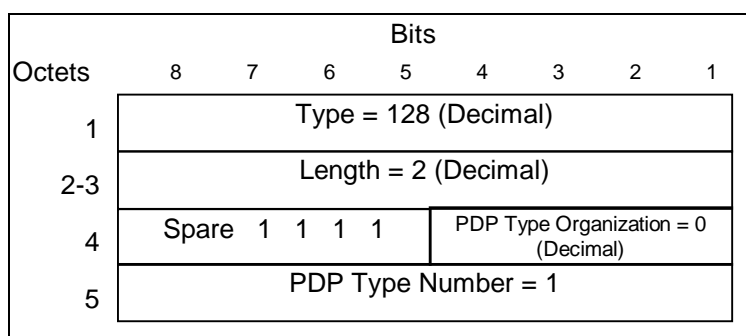 Bits
Octets 8 7 6 5 4 3 2 1
1 Type = 128 (Decimal)
2-3 Length = 2 (Decimal)
4 Spare 1 1 1 1 PDP Type Organization = 0
(Decimal)
5 PDP Type Number = 1